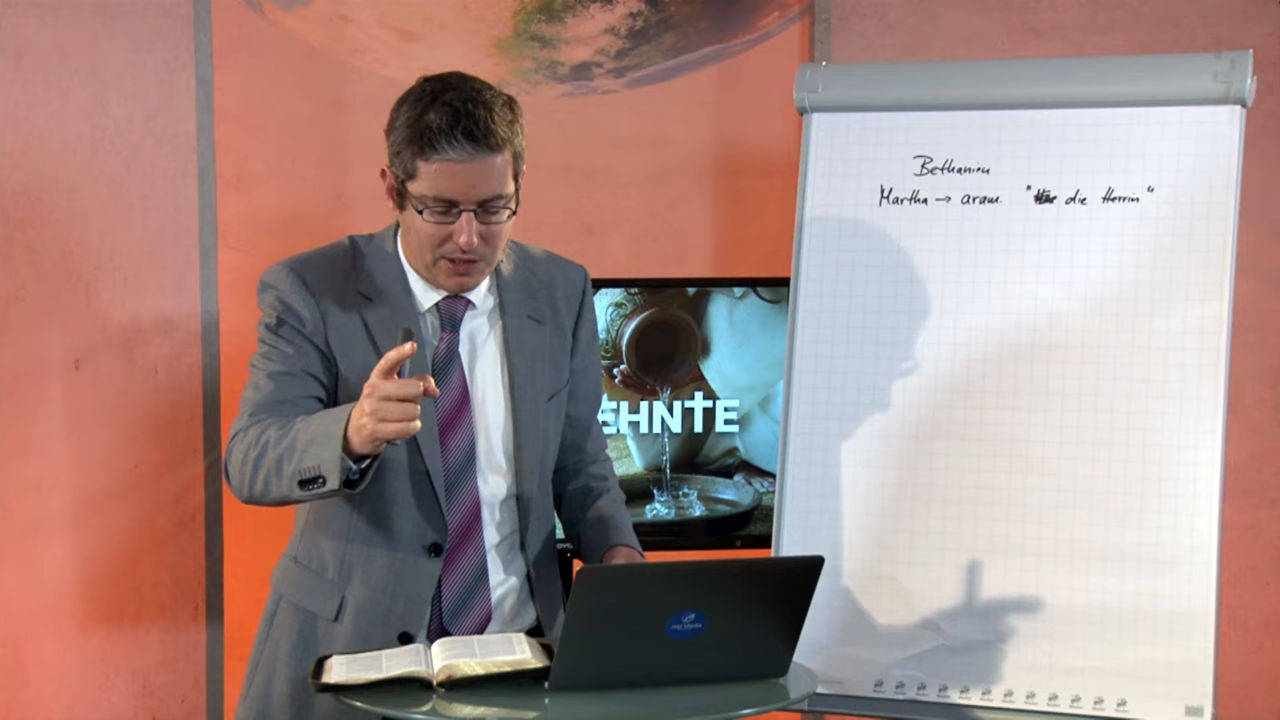 Bethanien
Martha → aram. " die Herrin "
EHNTE